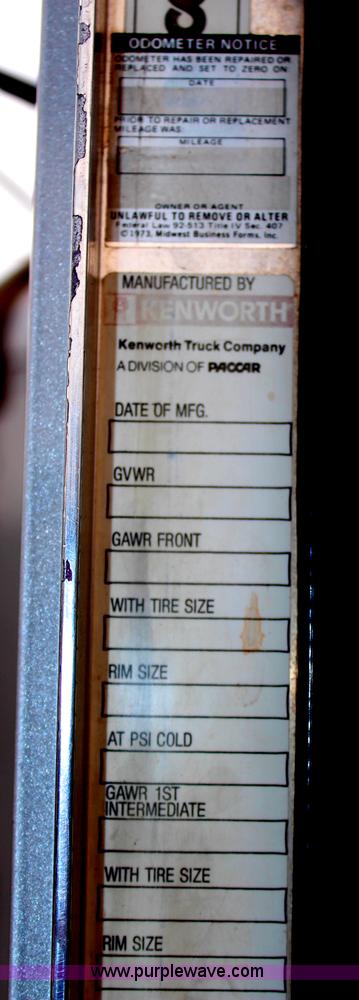 ODOMETER NOTICE
ODOMETER HAS BEEN REPAIRED OR
REPLACED AND SET TO ZERO ON:
DATE
PRIOR TO REPAIR OR REPLACEMENT
MILEAGE WAS:
MILEAGE
OWNER OR AGENT
UNLAWFUL TO REMOVE OR ALTER
Federal Law 92-513 Title IV Sec. 407
©1973, Midwest Business Forms, Inc.
MANUFACTURED BY
KENWORTH
Kenworth Truck Company
A DIVISION OF PACCAR
DATE OF MFG.
GVWR
GAWR FRONT
WITH TIRE SIZE
RIM SIZE
AT PSI COLD
GAWR 1ST
INTERMEDIATE
WITH TIRE SIZE
RIM SIZE
www.purplewave.com